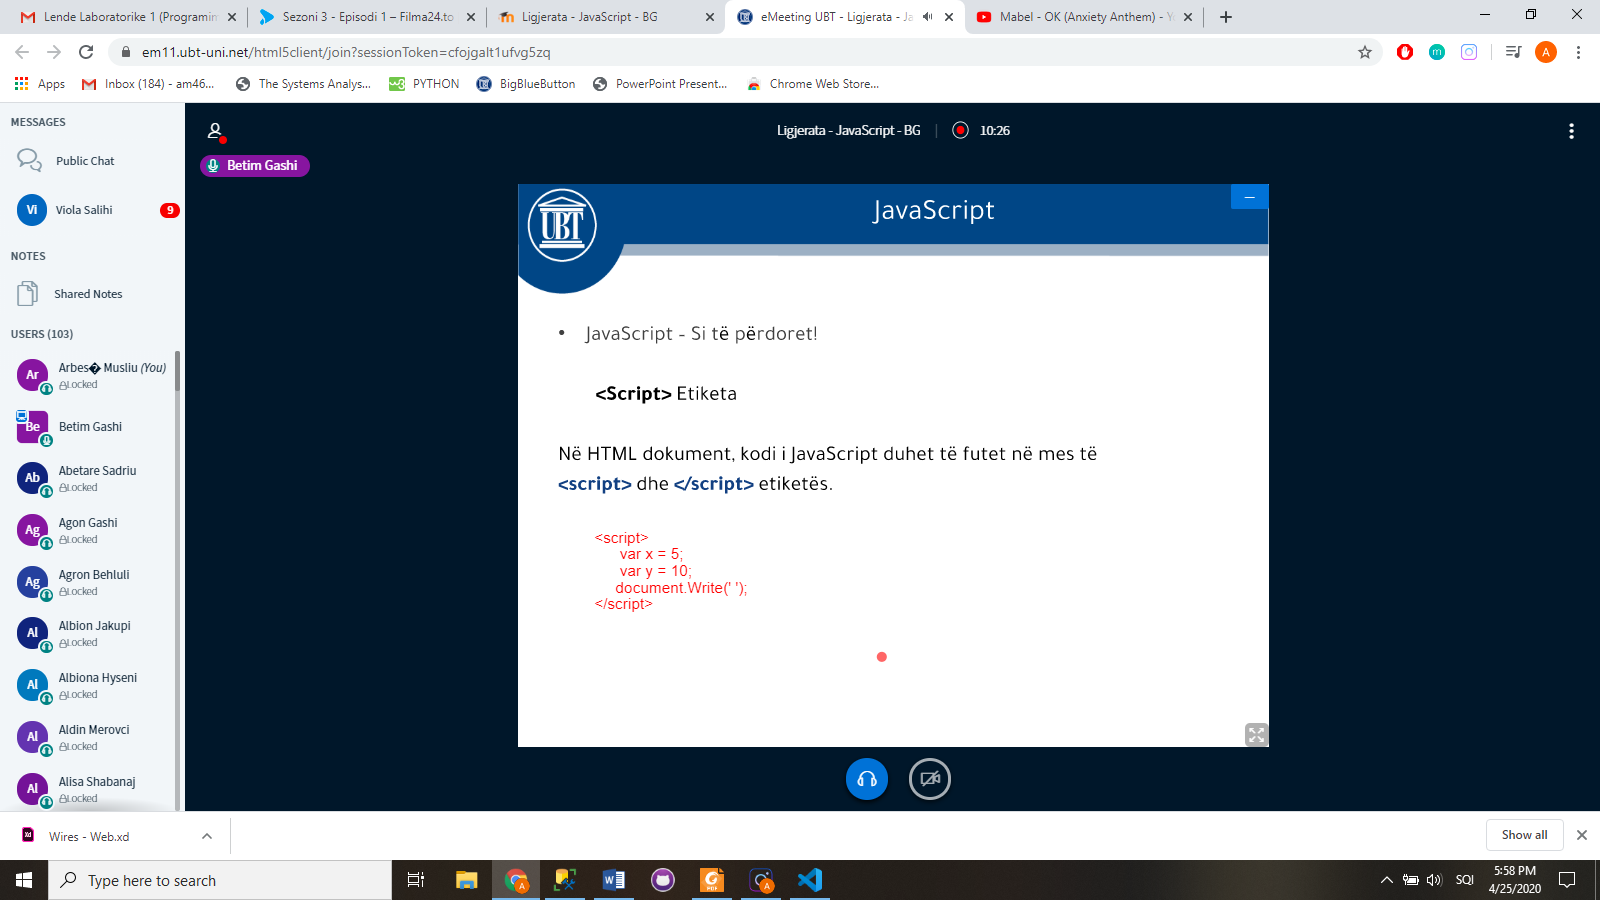 Lende Laboratorike 1 (Programin
Sezoni 3 - Episodi 1 – Filma24.to
Ligjerata - JavaScript - BG
eMeeting UBT - Ligjerata - Ja
Mabel - OK (Anxiety Anthem) - Y
em11.ubt-uni.net/html5client/join?sessionToken=cfojgalt1ufvg5zq
A
Apps
Inbox (184) - am46...
The Systems Analys...
PYTHON
BigBlueButton
PowerPoint Present...
Chrome Web Store...
MESSAGES
Public Chat
Vi Viola Salihi 9
NOTES
Shared Notes
USERS (103)
Ar Arbes� Musliu (You)
Locked
Be Betim Gashi
Ab Abetare Sadriu
Locked
Ag Agon Gashi
Locked
Ag Agron Behluli
Locked
Al Albion Jakupi
Locked
Al Albiona Hyseni
Locked
Al Aldin Merovci
Locked
Al Alisa Shabanaj
Locked
Ligjerata - JavaScript - BG | 10:26
Betim Gashi
UBT
JavaScript
• JavaScript - Si të përdoret!
<Script> Etiketa
Në HTML dokument, kodi i JavaScript duhet të futet në mes të
<script> dhe </script> etiketës.
<script>
var x = 5;
var y = 10;
document.Write(' ');
</script>
Wires - Web.xd
Show all
Type here to search
SQI
5:58 PM
4/25/2020